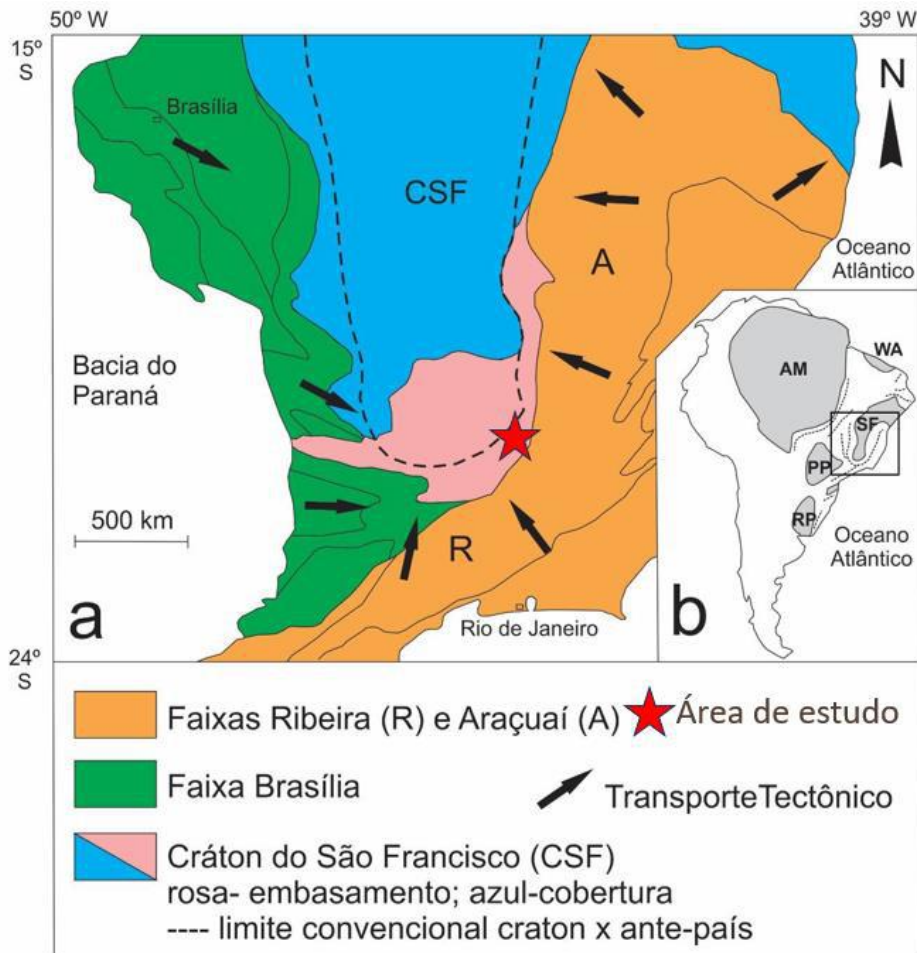 50º W
39º W
15º
S
N
Brasília
CSF
A
Oceano
Atlântico
Bacia do
Paraná
AM
WA
SF
PP
RP
500 km
R
Oceano
Atlântico
a
b
Rio de Janeiro
24º
S
Faixas Ribeira (R) e Araçuaí (A)
Área de estudo
Faixa Brasília
TransporteTectônico
Cráton do São Francisco (CSF)
rosa- embasamento; azul-cobertura
---- limite convencional craton x ante-país